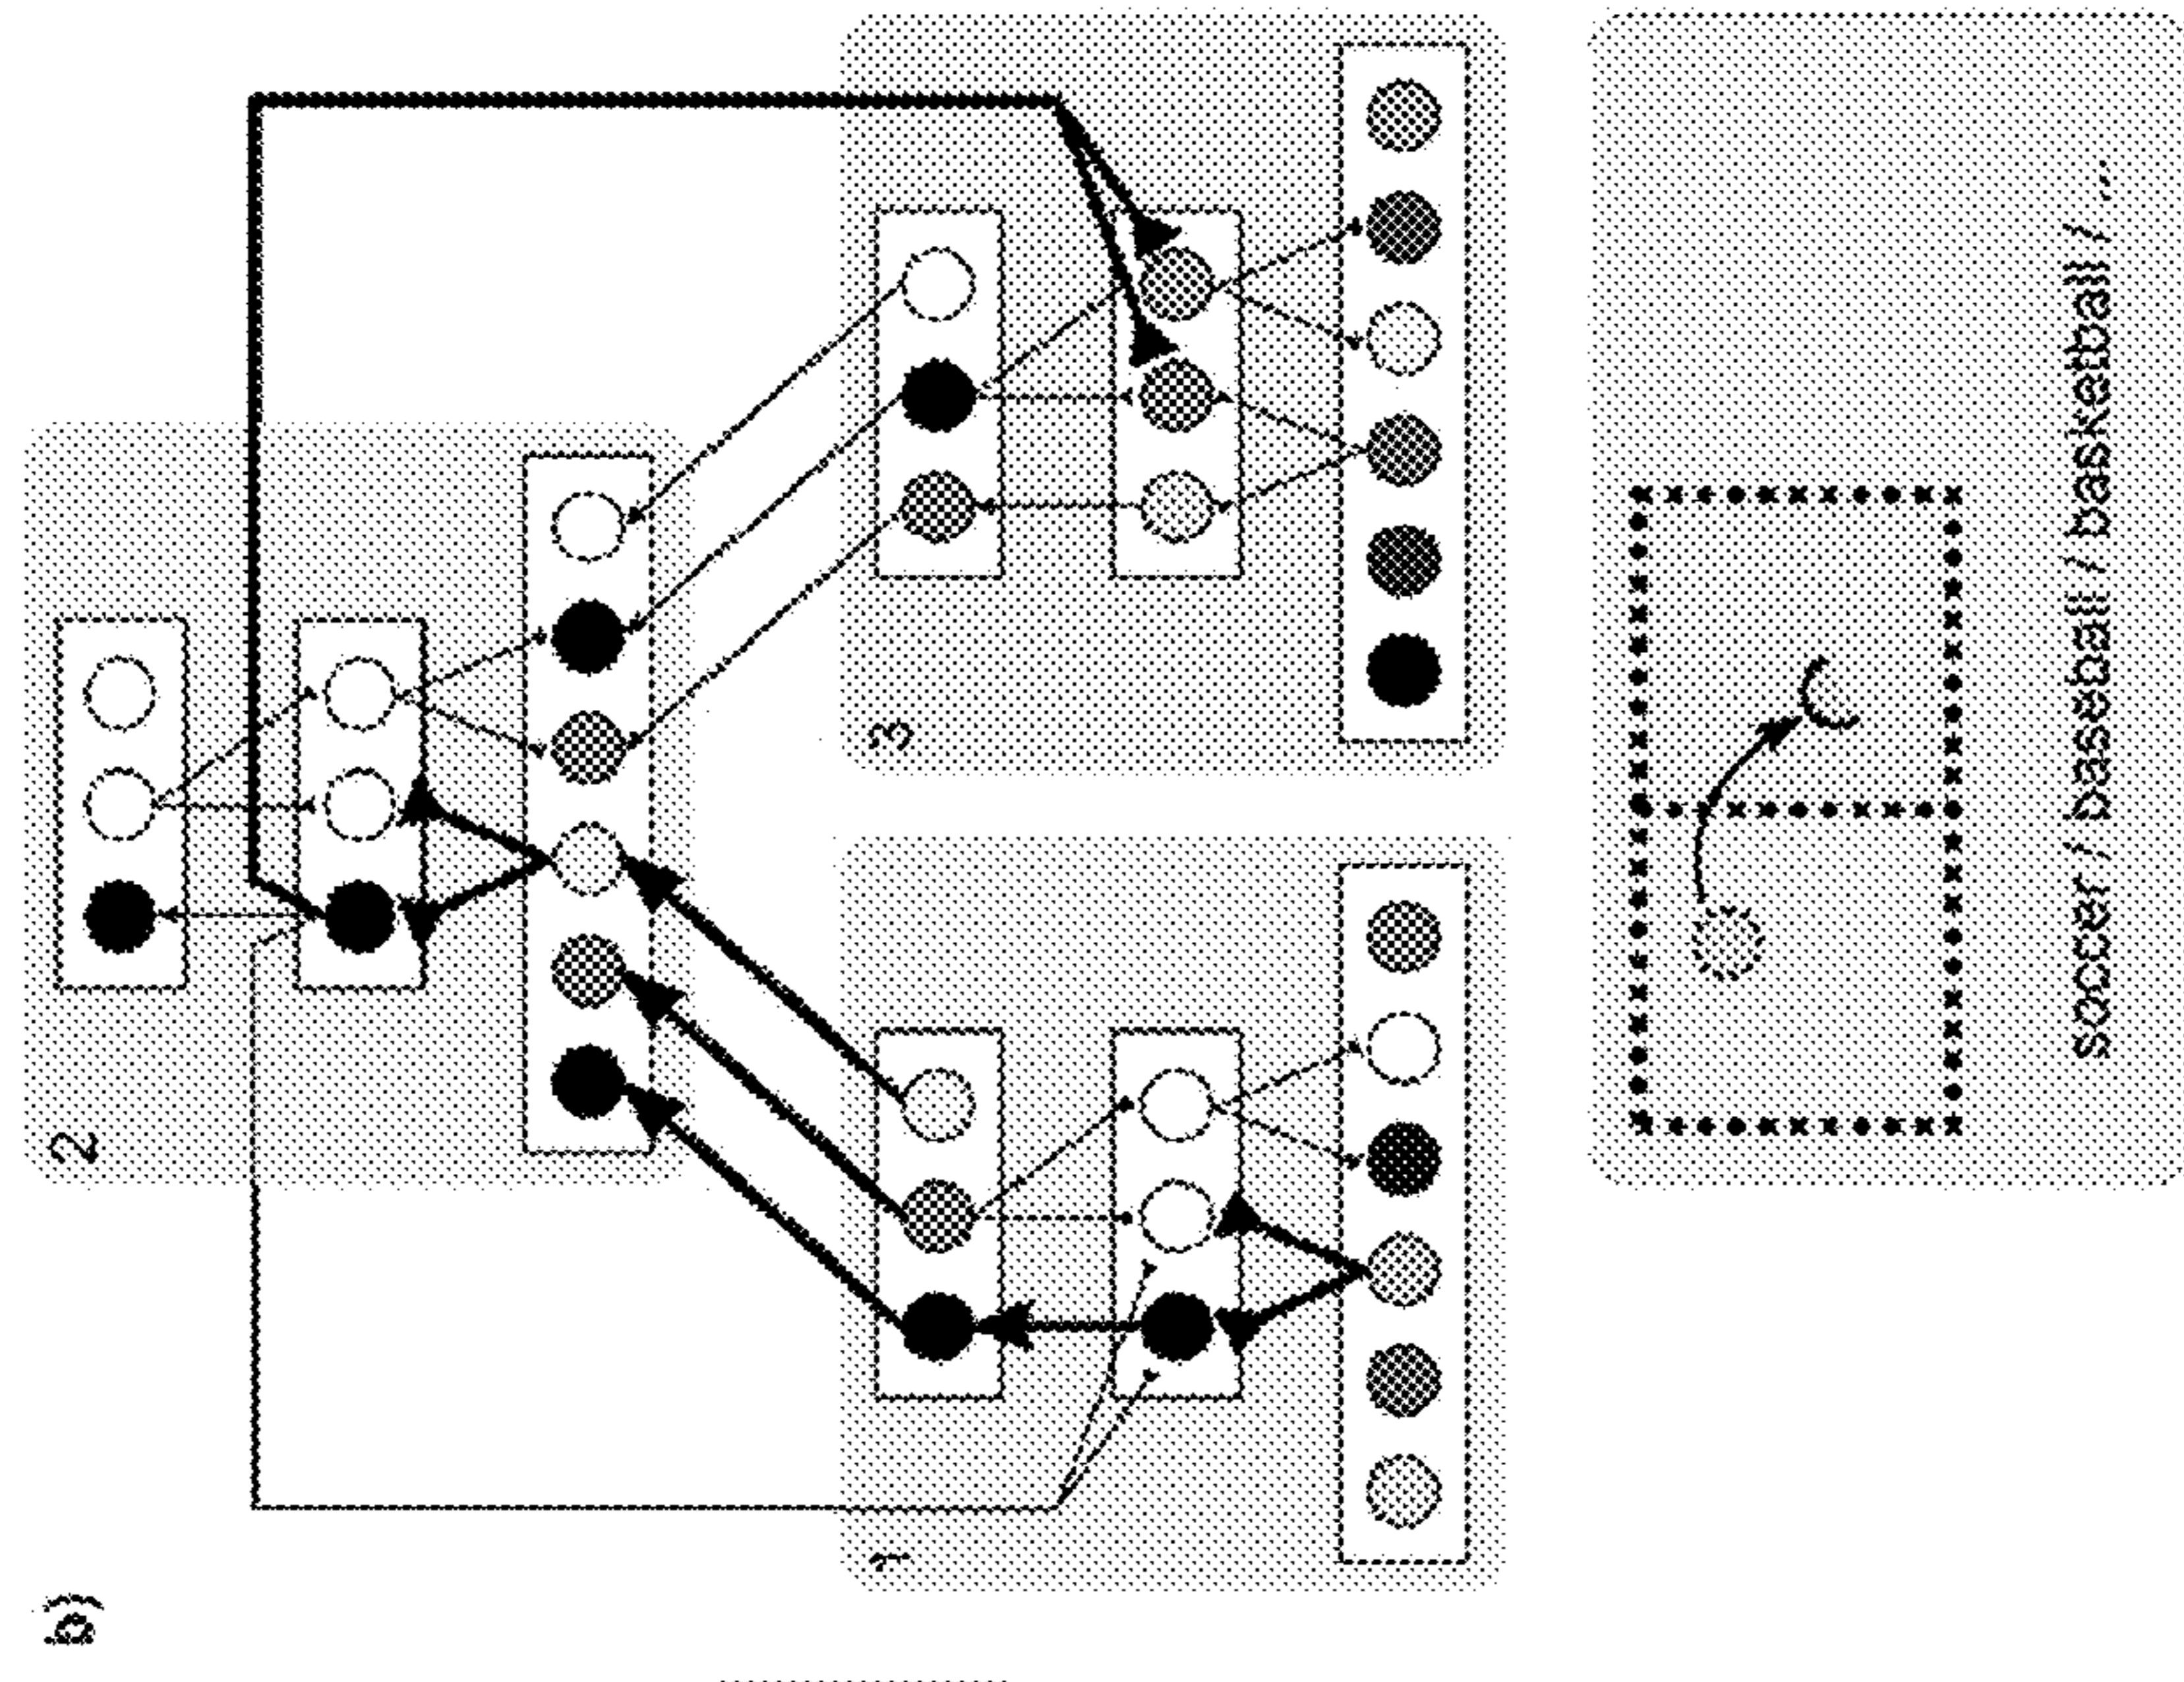 b)
2
1
3
soccer / baseball / basketball / ...